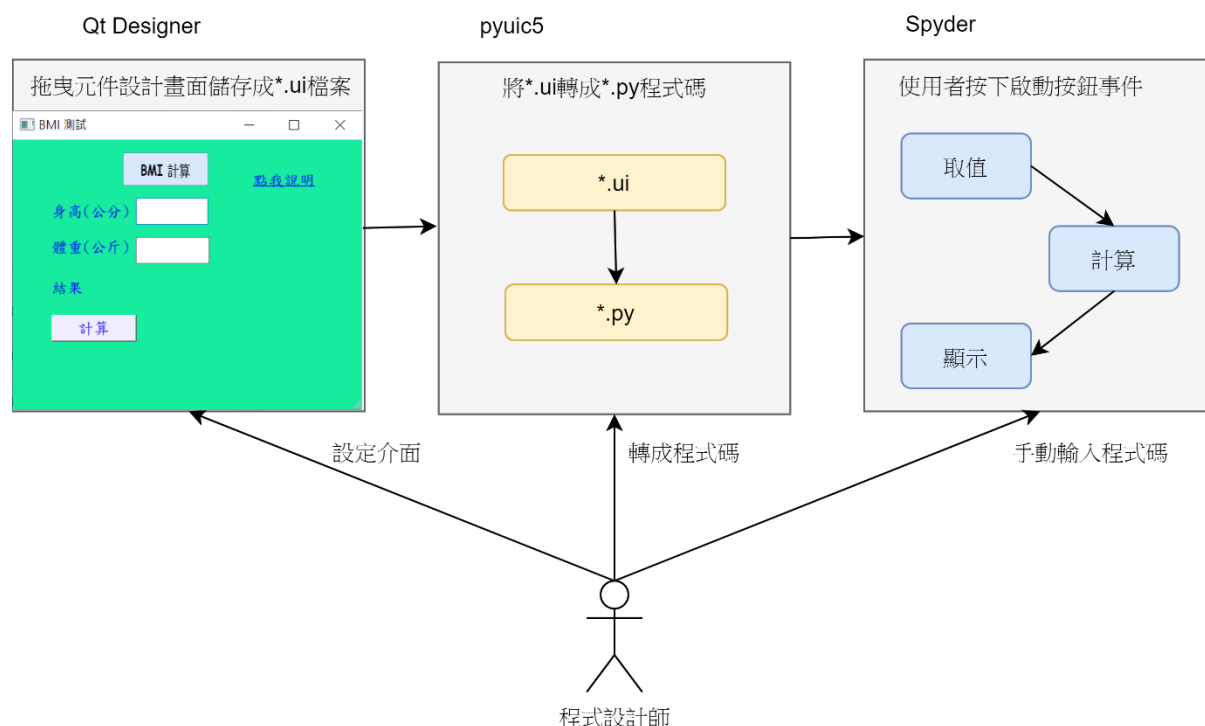 Qt Designer
pyuic5
Spyder
拖曳元件設計畫面儲存成*.ui檔案
BMI 測試
BMI 計算
點我說明
身高(公分)
體重(公斤)
結果
計算
將*.ui轉成*.py程式碼
*.ui
*.py
使用者按下啟動按鈕事件
取值
計算
顯示
設定介面
轉成程式碼
手動輸入程式碼
程式設計師